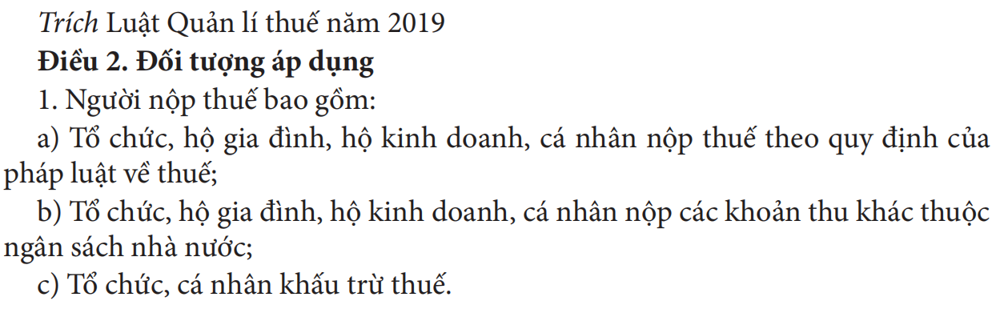 Trích Luật Quản lí thuế năm 2019
Điều 2. Đối tượng áp dụng
1. Người nộp thuế bao gồm:
a) Tổ chức, hộ gia đình, hộ kinh doanh, cá nhân nộp thuế theo quy định của
pháp luật về thuế;
b) Tổ chức, hộ gia đình, hộ kinh doanh, cá nhân nộp các khoản thu khác thuộc
ngân sách nhà nước;
c) Tổ chức, cá nhân khấu trừ thuế.